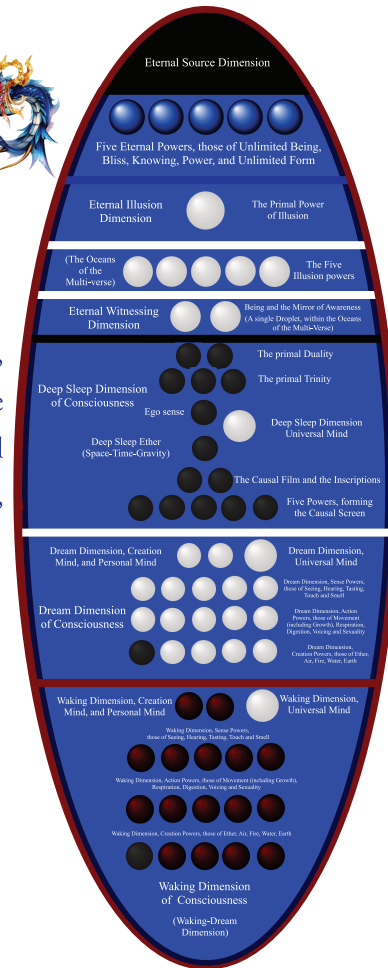 Eternal Source Dimension
Five Eternal Powers, those of Unlimited Being,
Bliss, Knowing, Power, and Unlimited Form
Eternal Illusion
Dimension
The Primal Power
of Illusion
(The Oceans
of the
Multi-verse)
The Five
Illusion powers
Eternal Witnessing
Dimension
Being and the Mirror of Awareness
(A single Droplet, within the Oceans
of the Multi-Verse)
The primal Duality
The primal Trinity
Deep Sleep Dimension
of Consciousness
Ego sense
Deep Sleep Dimension
Universal Mind
Deep Sleep Ether
(Space-Time-Gravity)
The Causal Film and the Inscriptions
Five Powers, forming
the Causal Screen
Dream Dimension, Creation
Mind, and Personal Mind
Dream Dimension,
Universal Mind
Dream Dimension, Sense Powers,
those of Seeing, Hearing, Tasting,
Touch and Smell
Dream Dimension
of Consciousness
Dream Dimension, Action
Powers, those of Movement
(including Growth), Respiration,
Digestion, Voicing and Sexuality
Dream Dimension,
Creation Powers, those of Ether,
Air, Fire, Water, Earth
Waking Dimension, Creation
Mind, and Personal Mind
Waking Dimension,
Universal Mind
Waking Dimension, Sense Powers,
those of Seeing, Hearing, Tasting, Touch and Smell
Waking Dimension, Action Powers, those of Movement (including Growth),
Respiration, Digestion, Voicing and Sexuality
Waking Dimension, Creation Powers, those of Ether, Air, Fire, Water, Earth
Waking Dimension
of Consciousness
(Waking-Dream
Dimension)